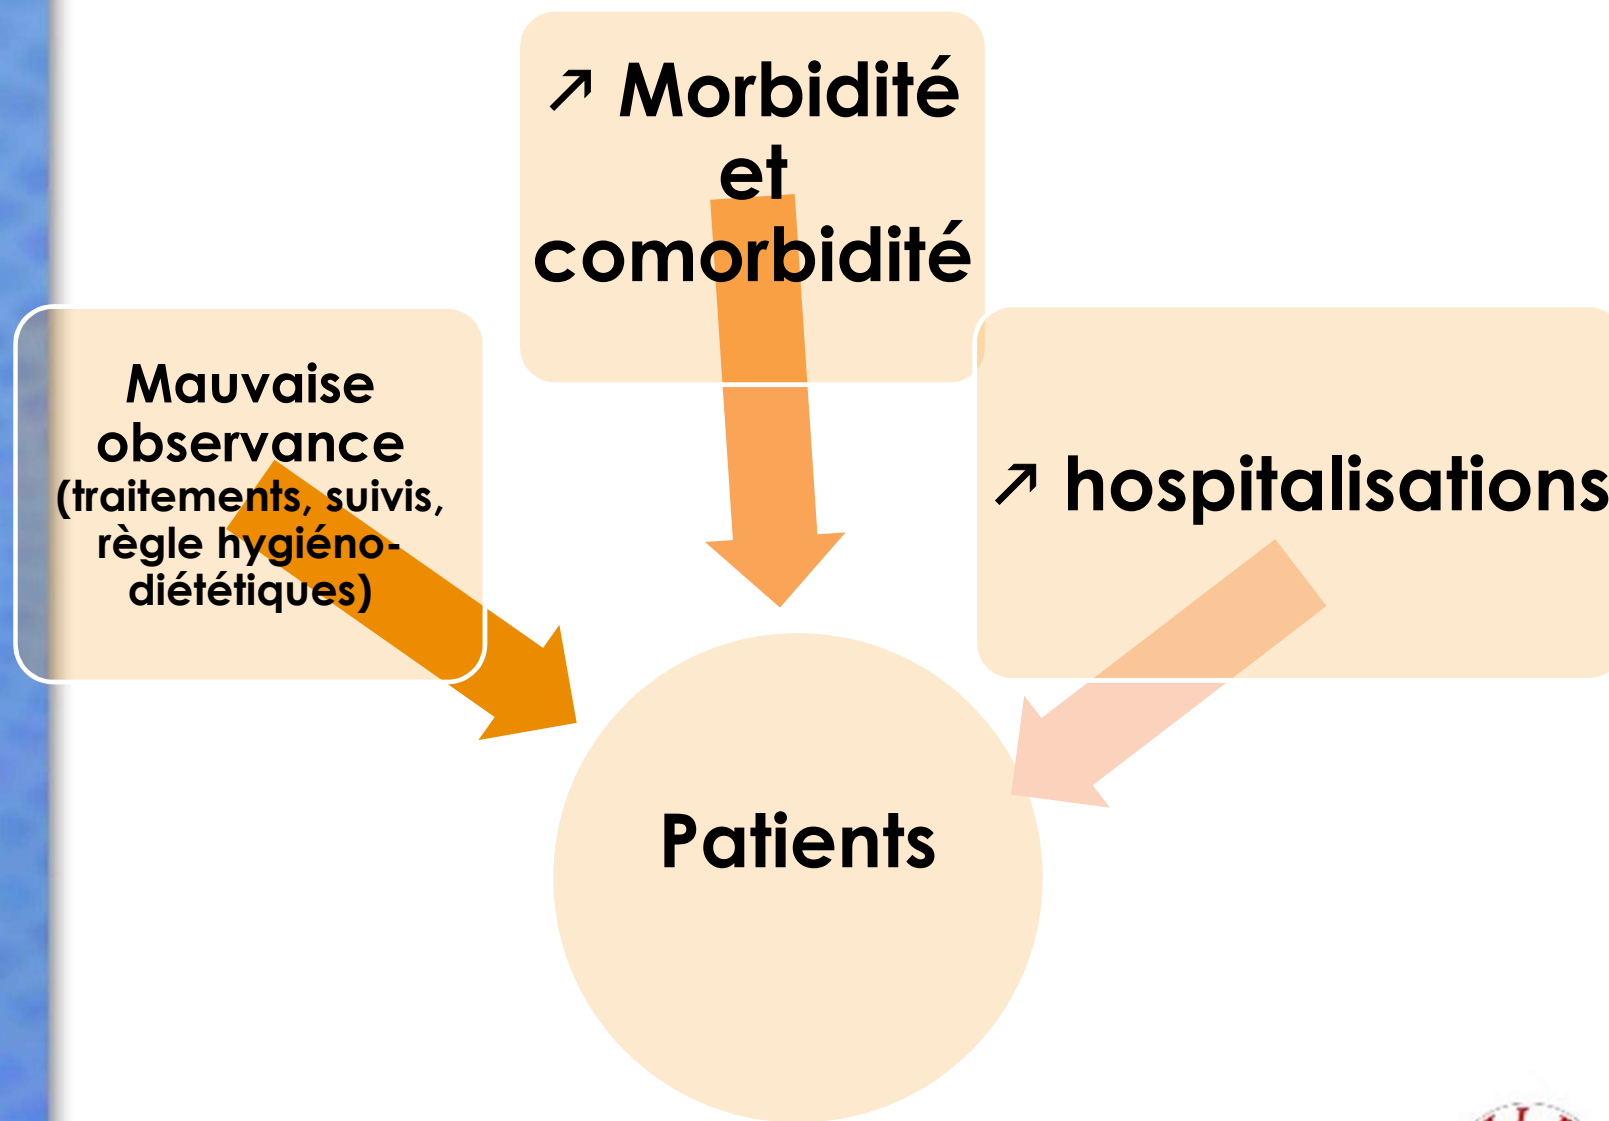 ↗ Morbidité
et
comorbidité
Mauvaise
observance
(traitements, suivis,
règle hygiéno-
diététiques)
↗ hospitalisations
Patients